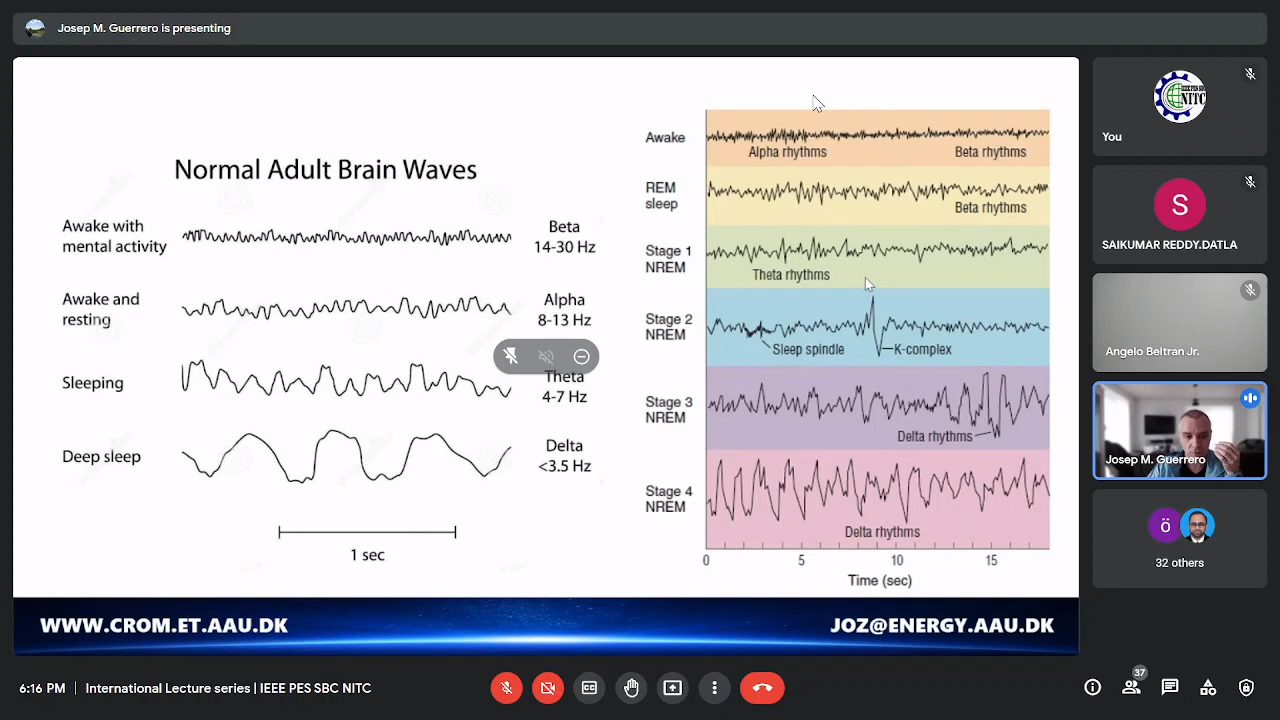 Josep M. Guerrero is presenting
Normal Adult Brain Waves
Awake with
mental activity
Beta
14-30 Hz
Awake and
resting
Alpha
8-13 Hz
Sleeping
Theta
4-7 Hz
Deep sleep
Delta
<3.5 Hz
1 sec
Awake
Alpha rhythms
Beta rhythms
REM
sleep
Beta rhythms
Stage 1
NREM
Theta rhythms
Stage 2
NREM
Sleep spindle
K-complex
Stage 3
NREM
Delta rhythms
Stage 4
NREM
Delta rhythms
0 5 10 15
Time (sec)
WWW.CROM.ET.AAU.DK
JOZ@ENERGY.AAU.DK
NITC
You
S
SAIKUMAR REDDY.DATLA
Angelo Beltran Jr.
Josep M. Guerrero
ö
32 others
6:16 PM | International Lecture series | IEEE PES SBC NITC
37